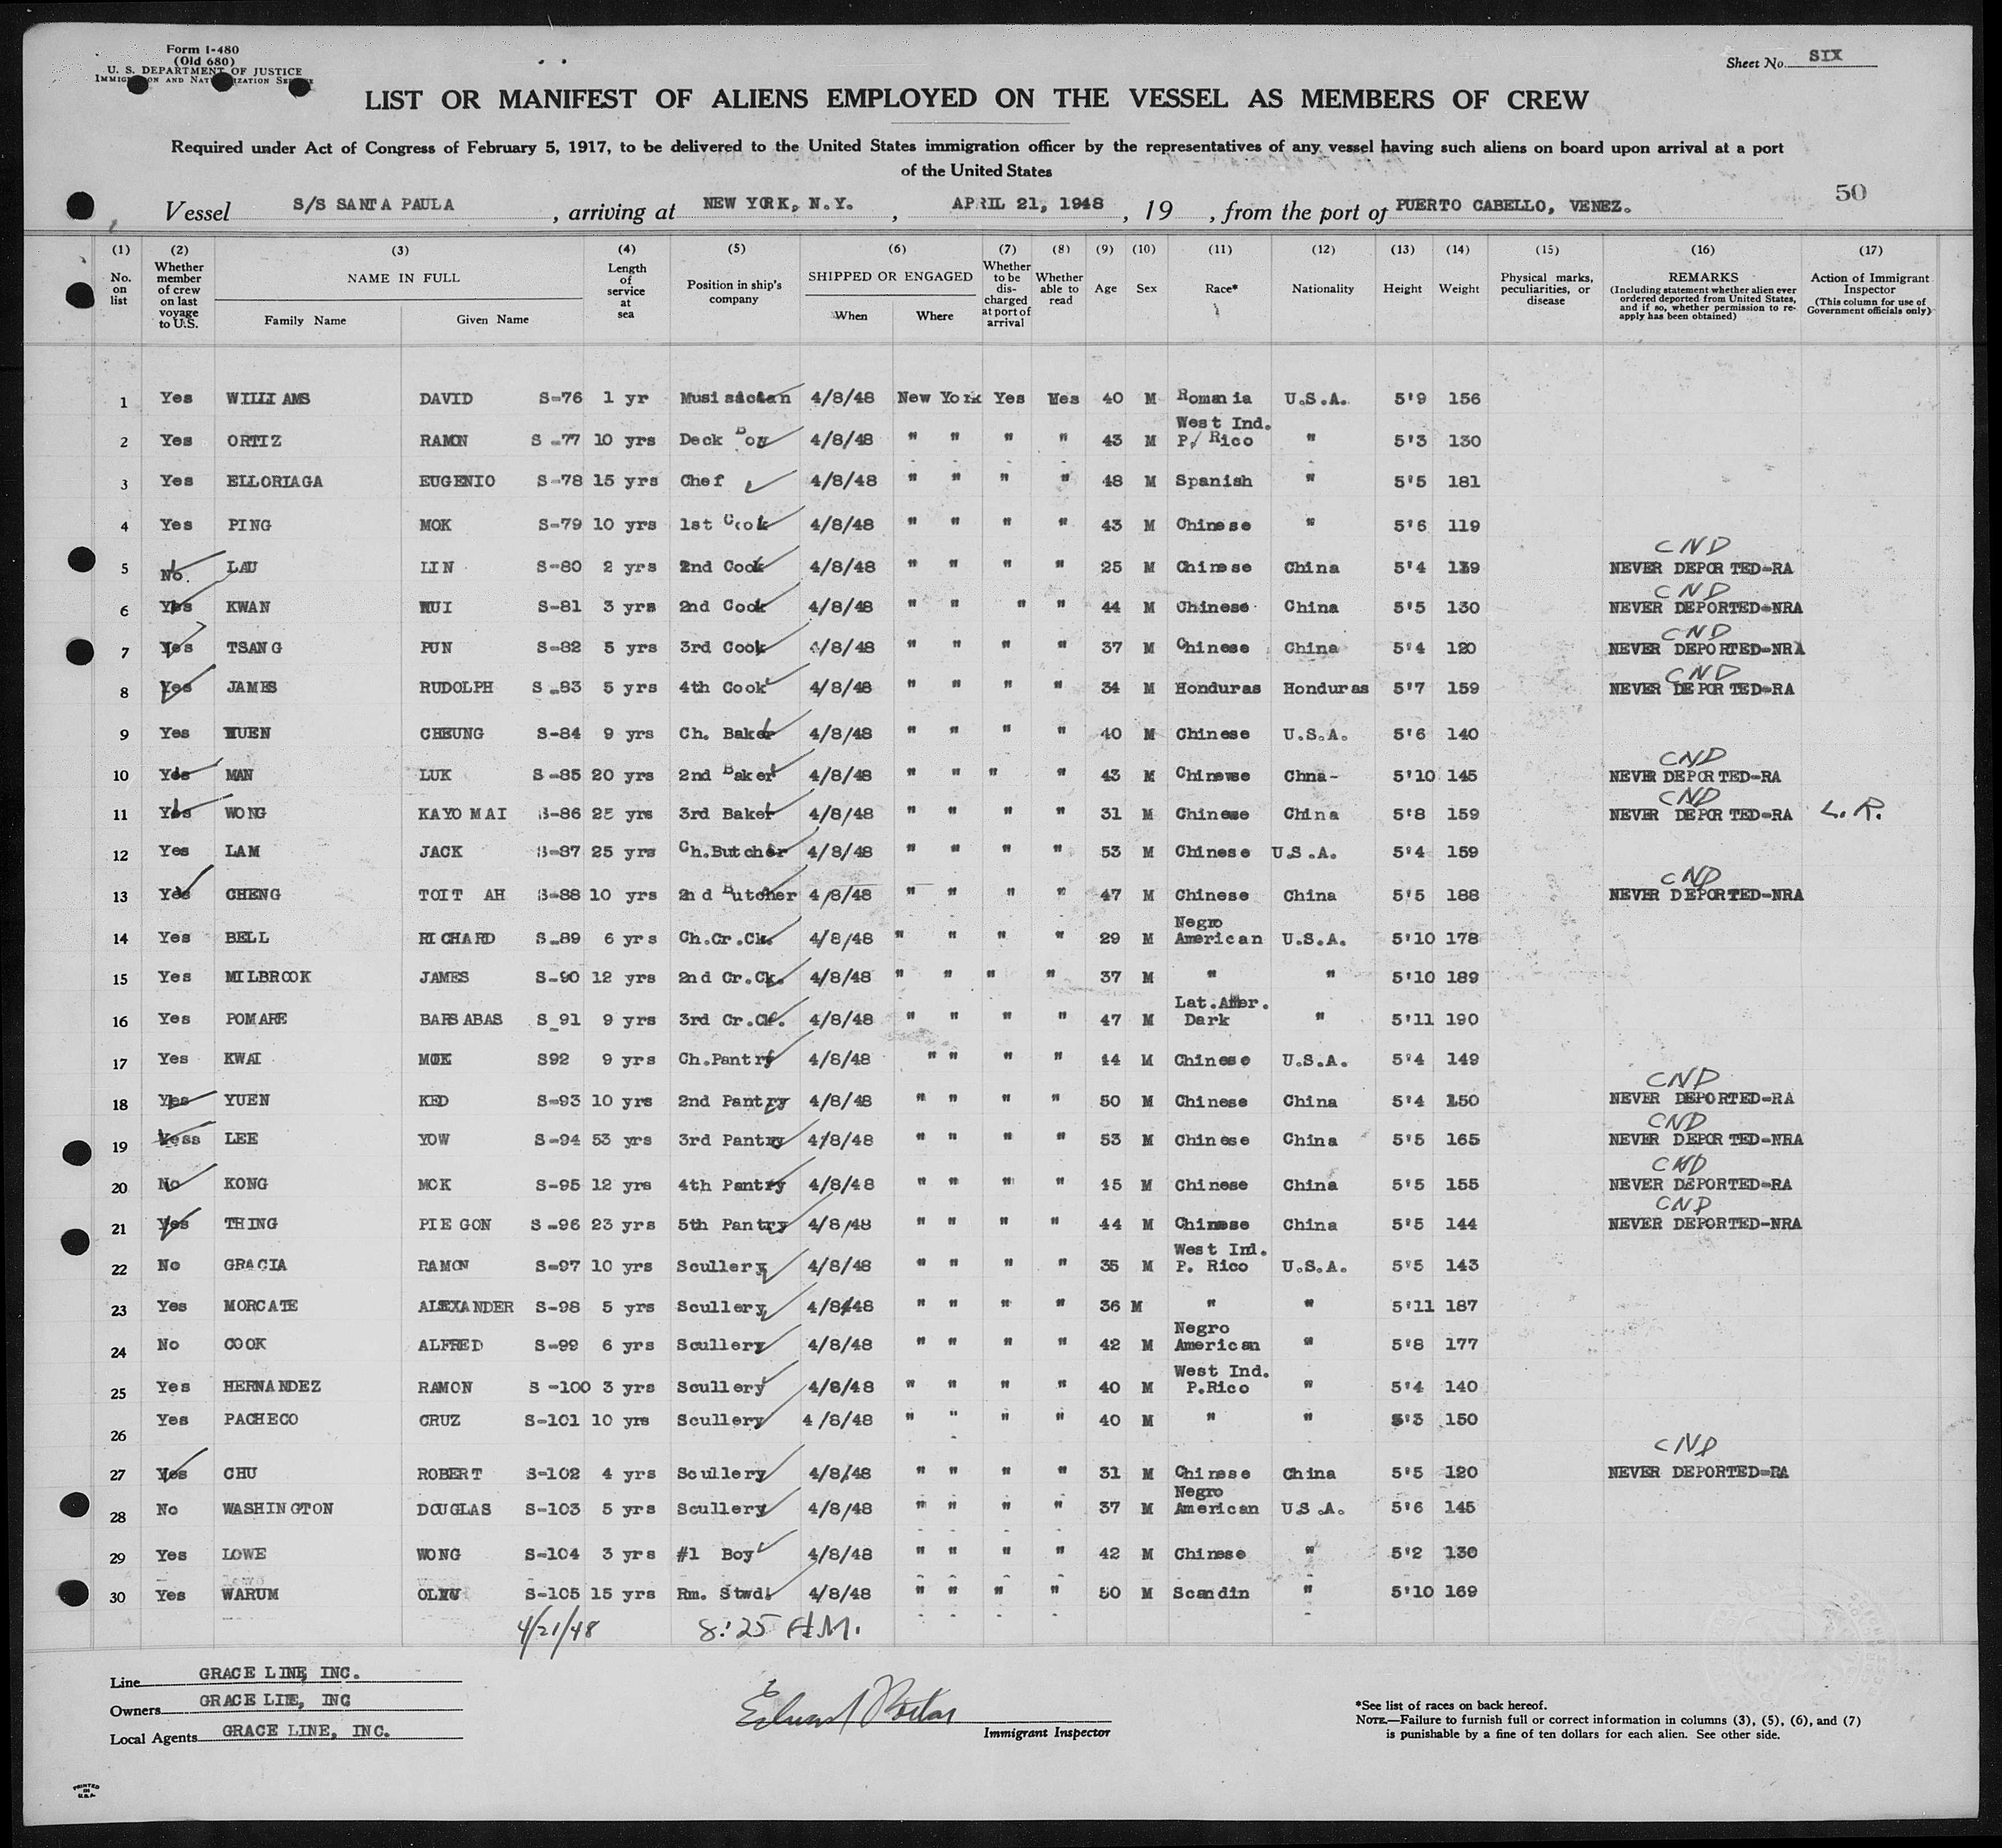 Form I-480
(Old 680)
U. S. DEPARTMENT OF JUSTICE
Sheet No. SIX
LIST OR MANIFEST OF ALIENS EMPLOYED ON THE VESSEL AS MEMBERS OF CREW
Required under Act of Congress of February 5, 1917, to be delivered to the United States immigration officer by the representatives of any vessel having such aliens on board upon arrival at a port
of the United States
50
Vessel S/S SANTA PAULA , arriving at NEW YORK, N.Y. , APRIL 21, 1948 , 19 , from the port of PUERTO CABELLO, VENEZ.
(1) No. on list (2) Whether member of crew on last voyage to U.S. (3) NAME IN FULL Family Name Given Name (4) Length of service at sea (5) Position in ship's company (6) SHIPPED OR ENGAGED When Where (7) Whether to be discharged at port of arrival (8) Whether able to read (9) Age (10) Sex (11) Race* (12) Nationality (13) Height (14) Weight (15) Physical marks, peculiarities, or disease (16) REMARKS (Including statement whether alien ever ordered deported from United States, and if so, whether permission to re-apply has been obtained) (17) Action of Immigrant Inspector (This column for use of Government officials only)
1 Yes WILLIAMS DAVID S-76 1 yr 4/8/48 New York Yes Yes 40 M Romania U.S.A. 5'9 156
2 Yes ORTIZ RAMON S-77 10 yrs Deck Boy 4/8/48 " " " " 43 M West Ind. P. Rico " 5'3 130
3 Yes ELLORIAGA EUGENIO S-78 15 yrs Chef 4/8/48 " " " " 48 M Spanish " 5'5 181
4 Yes PING MOK S-79 10 yrs 1st Cook 4/8/48 " " " " 43 M Chinese " 5'6 119
5 No. LAU LIN S-80 2 yrs 2nd Cook 4/8/48 " " " " 25 M Chinese China 5'4 139 CND NEVER DEPORTED-RA
6 Yes KWAN WUI S-81 3 yrs 2nd Cook 4/8/48 " " " " 44 M Chinese China 5'5 130 CND NEVER DEPORTED-NRA
7 Yes TSANG PUN S-82 5 yrs 3rd Cook 4/8/48 " " " " 37 M Chinese China 5'4 120 CND NEVER DEPORTED-NRA
8 Yes JAMES RUDOLPH S-83 5 yrs 4th Cook 4/8/48 " " " " 34 M Honduras Honduras 5'7 159 CND NEVER DEPORTED-RA
9 Yes CHEUNG S-84 9 yrs Ch. Baker 4/8/48 " " " " 40 M Chinese U.S.A. 5'6 140
10 Yes MAN LUK S-85 20 yrs 2nd Baker 4/8/48 " " " " 43 M Chinewse Chna- 5'10 145 CND NEVER DEPORTED-RA
11 Yes WONG KAYO MAI S-86 25 yrs 3rd Baker 4/8/48 " " " " 31 M Chinese China 5'8 159 CND NEVER DEPORTED-RA L.R.
12 Yes LAM JACK S-87 25 yrs Ch.Butcher 4/8/48 " " " " 53 M Chinese U.S.A. 5'4 159
13 Yes CHENG TOIT AH S-88 10 yrs 2nd Butcher 4/8/48 " " " " 47 M Chinese China 5'5 188 CND NEVER DEPORTED-NRA
14 Yes BELL RICHARD S-89 6 yrs Ch.Cr.Ck. 4/8/48 " " " " 29 M Negro American U.S.A. 5'10 178
15 Yes MILBROOK JAMES S-90 12 yrs 2nd Cr.Ck. 4/8/48 " " " " 37 M " " 5'10 189
16 Yes POMARE BARSABAS S_91 9 yrs 3rd Cr.Ck. 4/8/48 " " " " 47 M Lat.Amer. Dark " 5'11 190
17 Yes KWAI MOK S92 9 yrs Ch.Pantry 4/8/48 " " " " 44 M Chinese U.S.A. 5'4 149
18 Yes YUEN KED S-93 10 yrs 2nd Pantry 4/8/48 " " " " 50 M Chinese China 5'4 150 CND NEVER DEPORTED-RA
19 Yess LEE YOW S-94 53 yrs 3rd Pantry 4/8/48 " " " " 53 M Chinese China 5'5 165 CND NEVER DEPORTED-NRA
20 No KONG MOK S-95 12 yrs 4th Pantry 4/8/48 " " " " 45 M Chinese China 5'5 155 CND NEVER DEPORTED-RA
21 Yes THING PIE GON S-96 23 yrs 5th Pantry 4/8/48 " " " " 44 M Chinese China 5'5 144 CND NEVER DEPORTED-NRA
22 No GRACIA RAMON S-97 10 yrs Scullery 4/8/48 " " " " 35 M West Ind. P. Rico U.S.A. 5'5 143
23 Yes MORCATE ALEXANDER S-98 5 yrs Scullery 4/8/48 " " " " 36 M " " 5'11 187
24 No COOK ALFRED S-99 6 yrs Scullery 4/8/48 " " " " 42 M Negro American " 5'8 177
25 Yes HERNANDEZ RAMON S-100 3 yrs Scullery 4/8/48 " " " " 40 M West Ind. P.Rico " 5'4 140
26 Yes PACHECO CRUZ S-101 10 yrs Scullery 4/8/48 " " " " 40 M " " 5'3 150
27 Yes CHU ROBERT S-102 4 yrs Scullery 4/8/48 " " " " 31 M Chinese China 5'5 120 CND NEVER DEPORTED-RA
28 No WASHINGTON DOUGLAS S-103 5 yrs Scullery 4/8/48 " " " " 37 M Negro American U.S.A. 5'6 145
29 Yes LOWE WONG S-104 3 yrs #1 Boy 4/8/48 " " " " 42 M Chinese " 5'2 130
30 Yes WARUM S-105 15 yrs Rm. Stwd. 4/8/48 " " " " 50 M Scandin " 5'10 169
4/21/48 8:25 A.M.
Line GRACE LINE, INC.
Owners GRACE LINE, INC
Local Agents GRACE LINE, INC.
Immigrant Inspector
*See list of races on back hereof.
NOTE.—Failure to furnish full or correct information in columns (3), (5), (6), and (7)
is punishable by a fine of ten dollars for each alien. See other side.
PRINTED IN U.S.A.